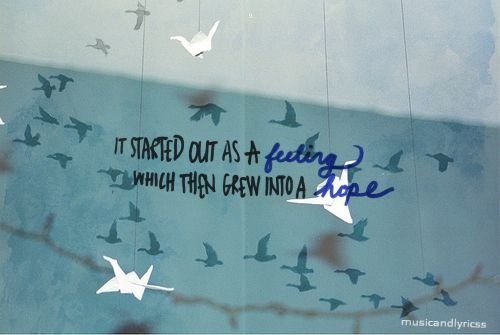 IT STARTED OUT AS A feeling
WHICH THEN GREW INTO A hope
musicandlyricss